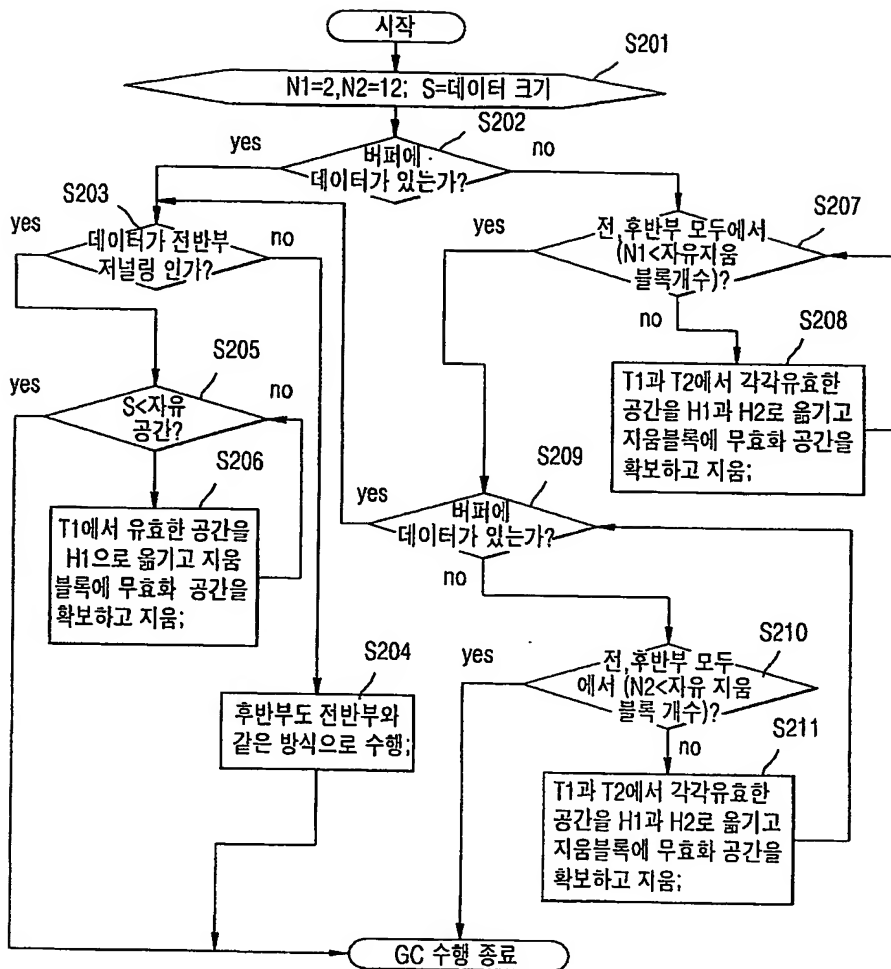 시작
S201
N1=2,N2=12; S=데이터 크기
S202
yes
버퍼에
데이터가 있는가?
no
S203
yes
데이터가 전반부
저널링 인가?
no
S207
yes
전,후반부 모두에서
(N1<자유지움
블록개수)?
no
S208
T1과 T2에서 각각유효한
공간을 H1과 H2로 옮기고
지움블록에 무효화 공간을
확보하고 지움;
S205
yes
S<자유
공간?
no
S206
T1에서 유효한 공간을
H1으로 옮기고 지움
블록에 무효화 공간을
확보하고 지움;
S209
yes
버퍼에
데이터가 있는가?
no
S204
후반부도 전반부와
같은 방식으로 수행;
S210
yes
전,후반부 모두
에서 (N2<자유 지움
블록 개수)?
no
S211
T1과 T2에서 각각유효한
공간을 H1과 H2로 옮기고
지움블록에 무효화 공간을
확보하고 지움;
GC 수행 종료